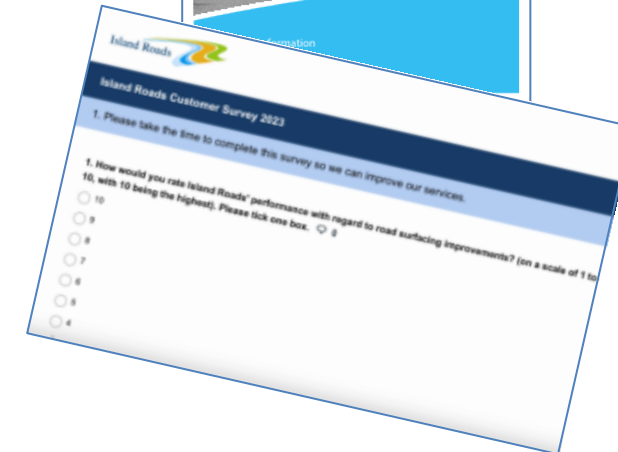 formation
Island Roads
Island Roads Customer Survey 2023
1. Please take the time to complete this survey so we can improve our services.
1. How would you rate Island Roads' performance with regard to road surfacing improvements? (on a scale of 1 to
10, with 10 being the highest). Please tick one box. 0
10
9
8
7
6
5
4